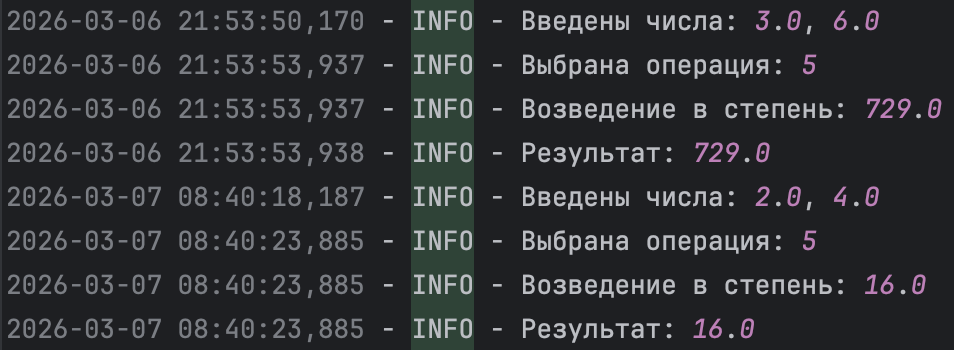 2026-03-06 21:53:50,170 - INFO - Введены числа: 3.0, 6.0
2026-03-06 21:53:53,937 - INFO - Выбрана операция: 5
2026-03-06 21:53:53,937 - INFO - Возведение в степень: 729.0
2026-03-06 21:53:53,938 - INFO - Результат: 729.0
2026-03-07 08:40:18,187 - INFO - Введены числа: 2.0, 4.0
2026-03-07 08:40:23,885 - INFO - Выбрана операция: 5
2026-03-07 08:40:23,885 - INFO - Возведение в степень: 16.0
2026-03-07 08:40:23,885 - INFO - Результат: 16.0